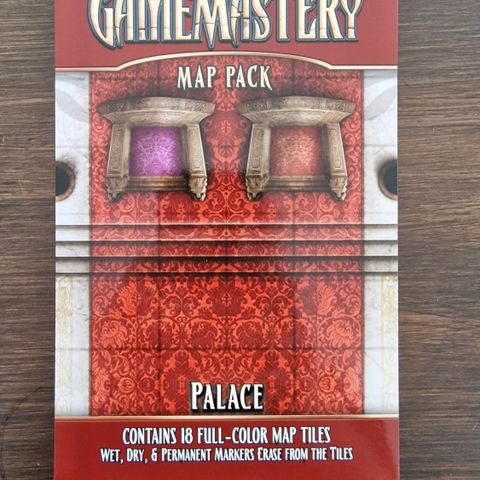 GAMEMASTERY
MAP PACK
PALACE
CONTAINS 18 FULL-COLOR MAP TILES
WET, DRY, & PERMANENT MARKERS ERASE FROM THE TILES